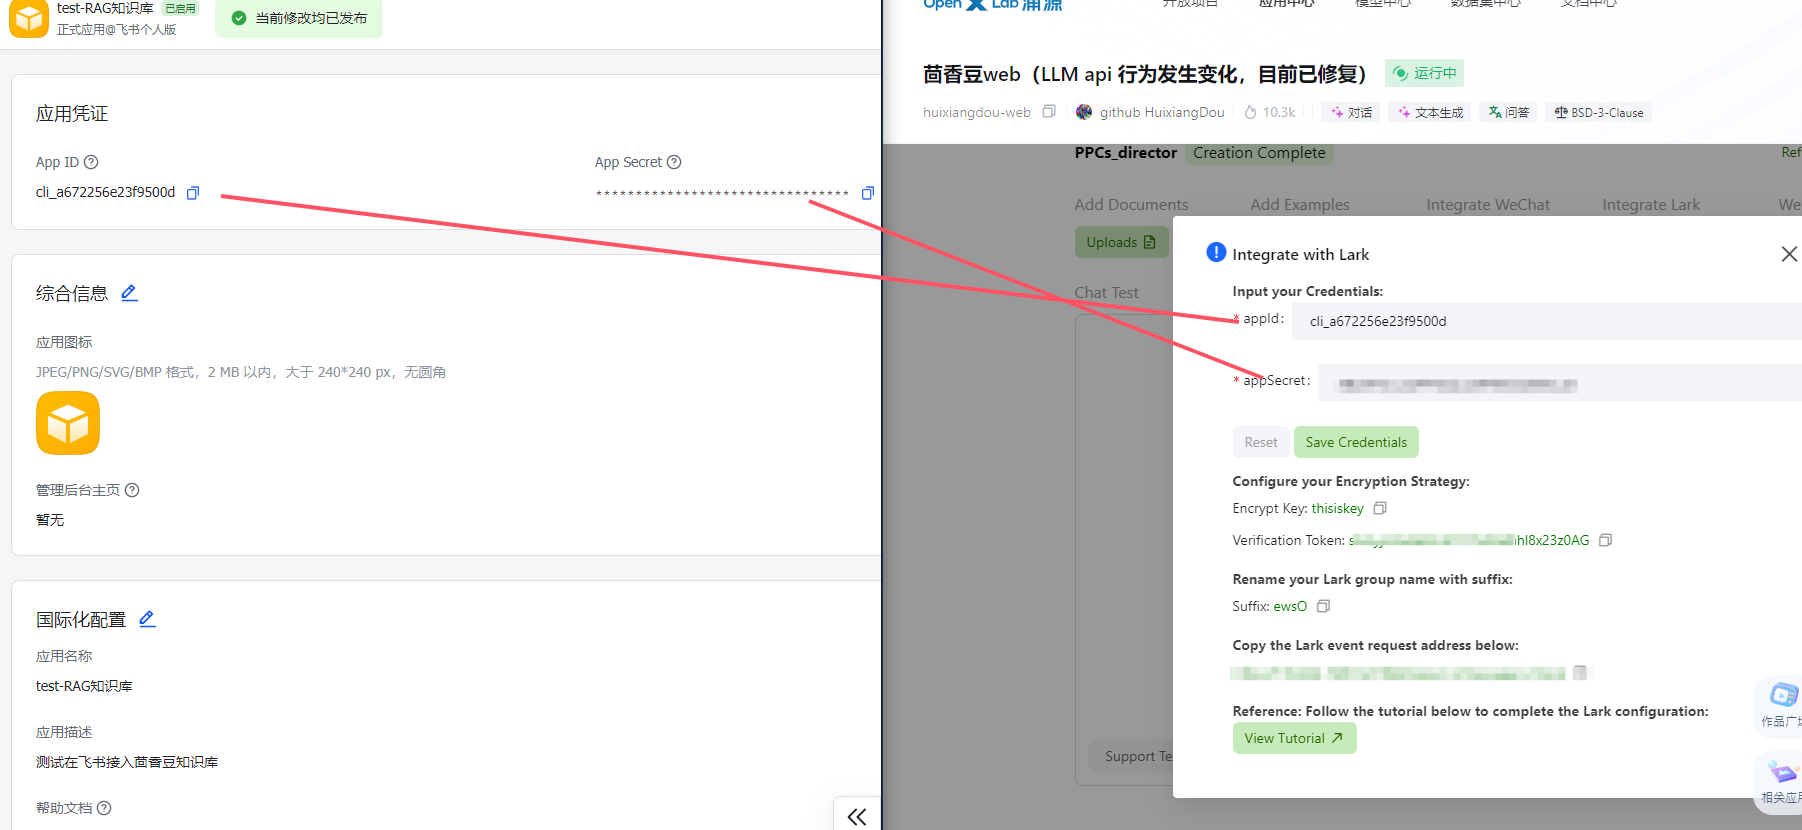 test-RAG知识库 已启用
正式应用@飞书个人版
当前修改均已发布
应用凭证
App ID
App Secret
cli_a672256e23f9500d
********************************
综合信息
应用图标
JPEG/PNG/SVG/BMP 格式，2 MB 以内，大于 240*240 px，无圆角
管理后台主页
暂无
国际化配置
应用名称
test-RAG知识库
应用描述
测试在飞书接入茴香豆知识库
帮助文档
Open X Lab 浦源
开放项目 应用中心 模型中心 数据集中心 文档中心
茴香豆web（LLM api 行为发生变化，目前已修复） 运行中
huixiangdou-web github HuixiangDou 10.3k 对话 文本生成 问答 BSD-3-Clause
PPCs_director Creation Complete
Ref
Add Documents Add Examples Integrate WeChat Integrate Lark We
Uploads
Chat Test
Support Te
Integrate with Lark
Input your Credentials:
* appId: cli_a672256e23f9500d
* appSecret:
Reset Save Credentials
Configure your Encryption Strategy:
Encrypt Key: thisiskey
Verification Token: hl8x23z0AG
Rename your Lark group name with suffix:
Suffix: ewsO
Copy the Lark event request address below:
Reference: Follow the tutorial below to complete the Lark configuration:
View Tutorial
作品广场
相关应用